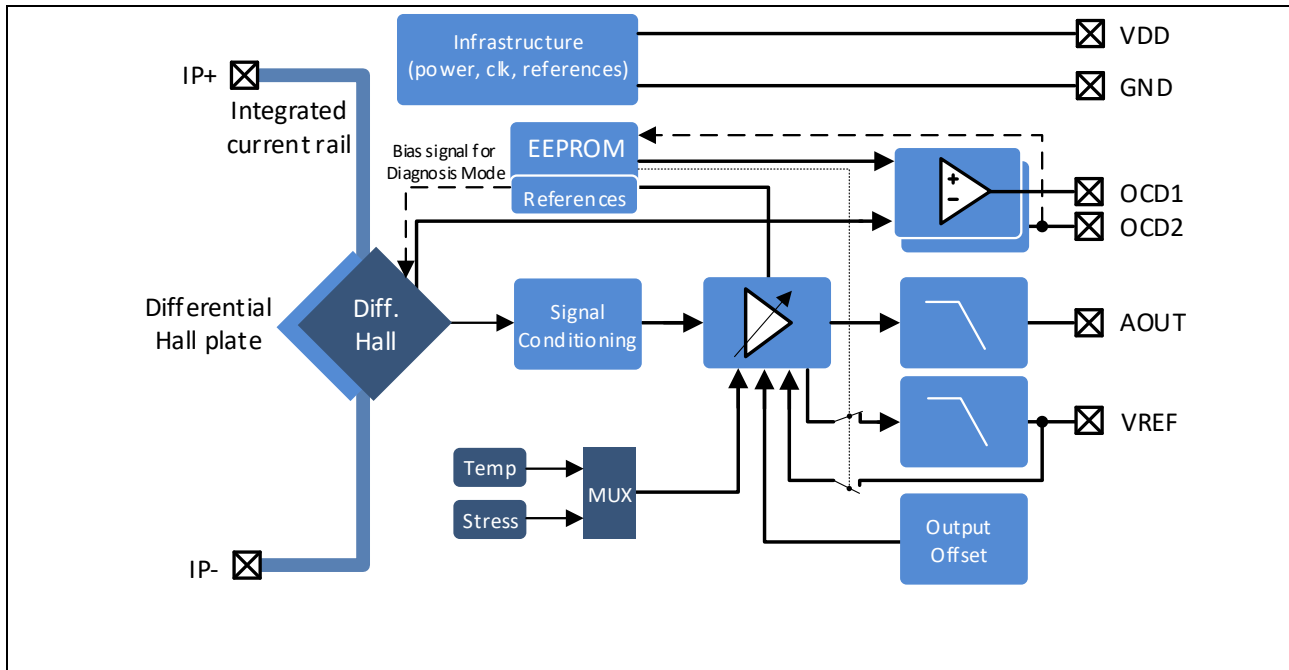 Infrastructure
(power, clk, references)
VDD
GND
IP+
Integrated
current rail
Bias signal for
Diagnosis Mode
EEPROM
References
+
-
OCD1
OCD2
Differential
Hall plate
Diff.
Hall
Signal
Conditioning
AOUT
VREF
Temp
Stress
MUX
Output
Offset
IP-